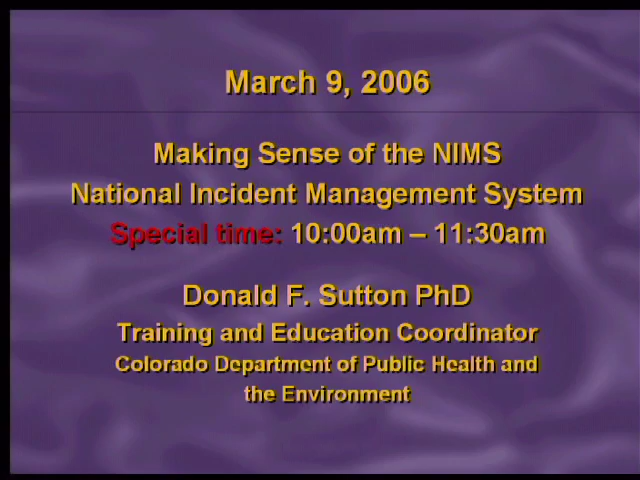 March 9, 2006
Making Sense of the NIMS
National Incident Management System
Special time: 10:00am – 11:30am
Donald F. Sutton PhD
Training and Education Coordinator
Colorado Department of Public Health and
the Environment